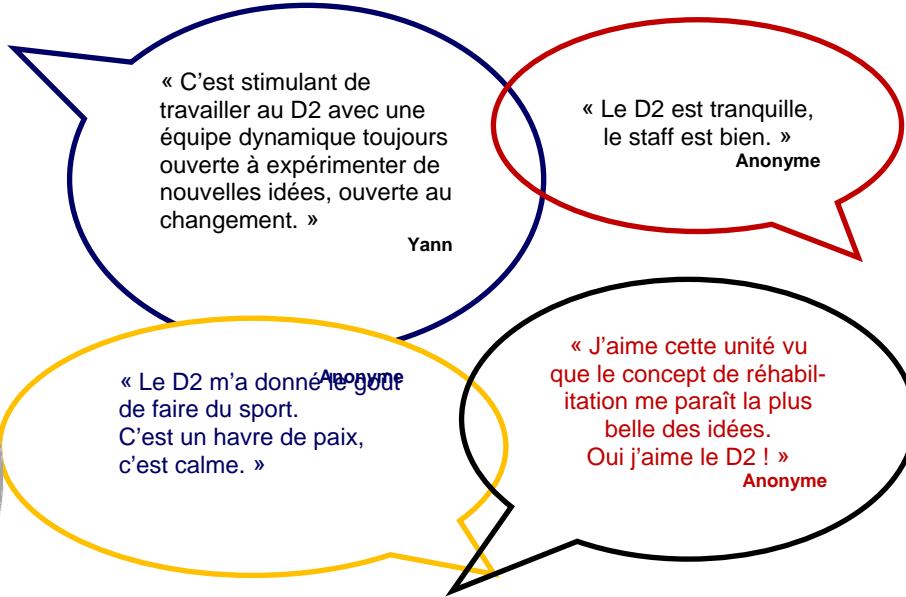 « C’est stimulant de
travailler au D2 avec une
équipe dynamique toujours
ouverte à expérimenter de
nouvelles idées, ouverte au
changement. »
Yann
« Le D2 est tranquille,
le staff est bien. »
Anonyme
« Le D2 m’a donné le goût
de faire du sport.
C’est un havre de paix,
c’est calme. »
Anonyme
« J’aime cette unité vu
que le concept de réhabil-
itation me paraît la plus
belle des idées.
Oui j’aime le D2 ! »
Anonyme